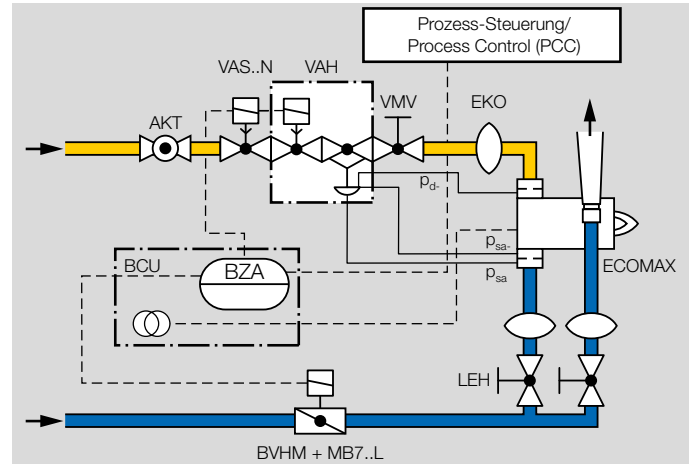 Prozess-Steuerung/
Process Control (PCC)
VAS..N
VAH
VMV
EKO
AKT
pd-
psa-
psa
ECOMAX
BCU
BZA
LEH
BVHM + MB7..L